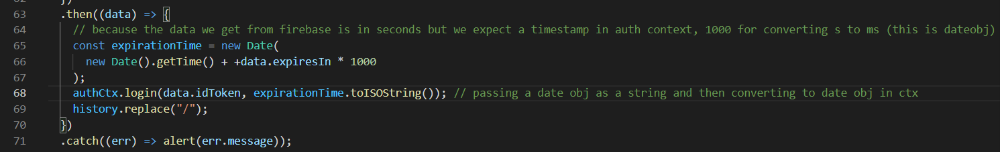 62 })
63 .then((data) => {
64 // because the data we get from firebase is in seconds but we expect a timestamp in auth context, 1000 for converting s to ms (this is dateobj)
65 const expirationTime = new Date(
66 new Date().getTime() + +data.expiresIn * 1000
67 );
68 authCtx.login(data.idToken, expirationTime.toISOString()); // passing a date obj as a string and then converting to date obj in ctx
69 history.replace("/");
70 })
71 .catch((err) => alert(err.message));